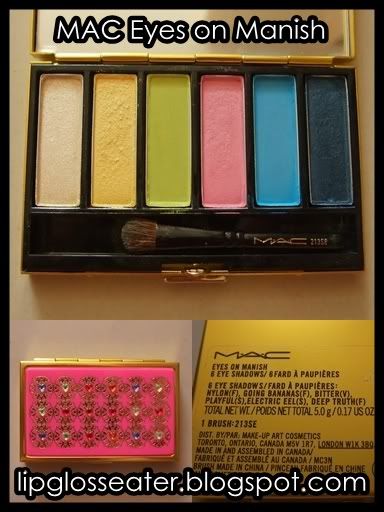 MAC Eyes on Manish
MAC 213SE
MAC
EYES ON MANISH
6 EYE SHADOWS/ 6 FARD À PAUPIÈRES
6 EYE SHADOWS/ 6 FARD À PAUPIÈRES:
NYLON(F), GOING BANANAS(F), BITTER(V),
PLAYFUL(S),ELECTRIC EEL(S), DEEP TRUTH(F)
TOTAL NET WT./ POIDS NET TOTAL 5.0 g / 0.17 US OZ
1 BRUSH:213SE
DIST. BY/PAR: MAKE-UP ART COSMETICS
TORONTO, ONTARIO, CANADA M5V 1R7, LONDON W1K 3BQ
MADE IN AND ASSEMBLED IN CANADA/
FABRIQUÉ ET ASSEMBLÉ AU CANADA / MC3N
BRUSH MADE IN CHINA / PINCEAU FABRIQUÉ EN CHINE
lipglosseater.blogspot.com